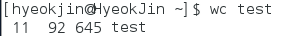 [hyeokjin@HyeokJin ~]$ wc test
 11  92 645 test